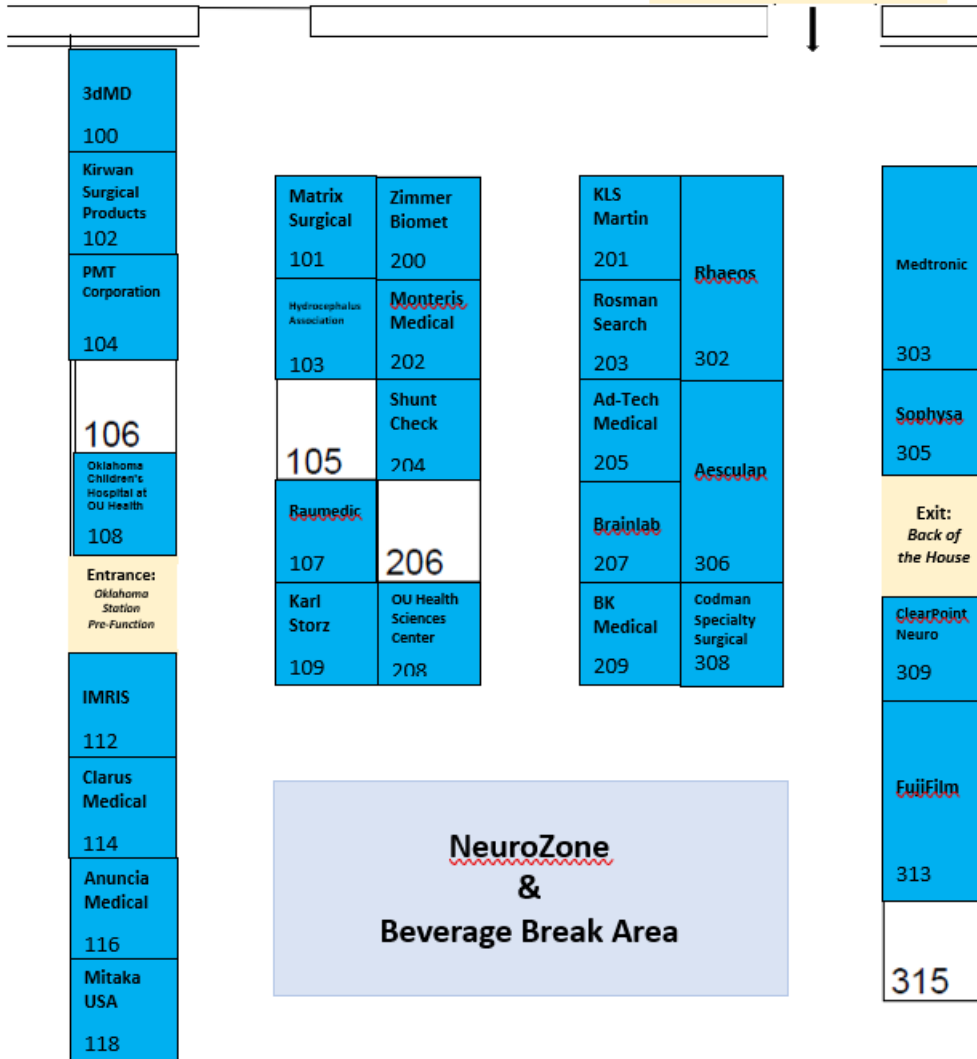 3dMD
100
Kirwan
Surgical
Products
102
PMT
Corporation
104
106
Oklahoma
Children's
Hospital at
OU Health
108
Entrance:
Oklahoma
Station
Pre-Function
IMRIS
112
Clarus
Medical
114
Anuncia
Medical
116
Mitaka
USA
118
Matrix
Surgical
101
Hydrocephalus
Association
103
105
Raumedic
107
Karl
Storz
109
Zimmer
Biomet
200
Monteris
Medical
202
Shunt
Check
204
206
OU Health
Sciences
Center
208
KLS
Martin
201
Rosman
Search
203
Ad-Tech
Medical
205
Brainlab
207
BK
Medical
209
Rhaeos
302
Aesculap
306
Codman
Specialty
Surgical
308
Medtronic
303
Sophysa
305
Exit:
Back of
the House
ClearPoint
Neuro
309
FujiFilm
313
315
NeuroZone
&
Beverage Break Area